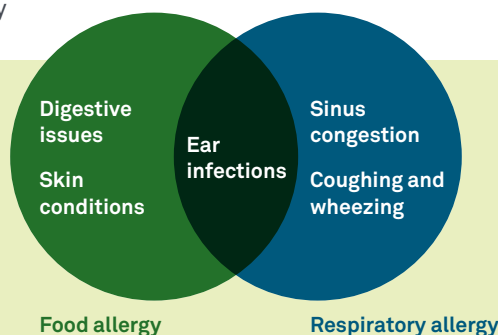 Digestive
issues
Skin
conditions
Ear
infections
Sinus
congestion
Coughing and
wheezing
Food allergy
Respiratory allergy